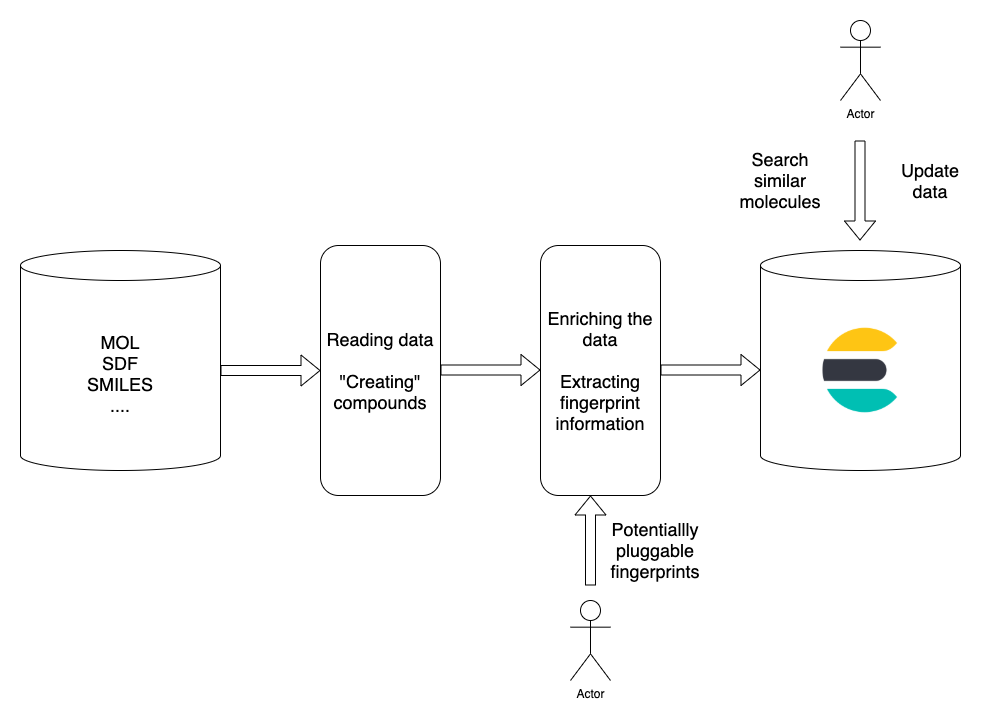 Actor
Search
similar
molecules
Update
data
MOL
SDF
SMILES
....
Reading data
"Creating"
compounds
Enriching the
data
Extracting
fingerprint
information
Potentiallly
pluggable
fingerprints
Actor